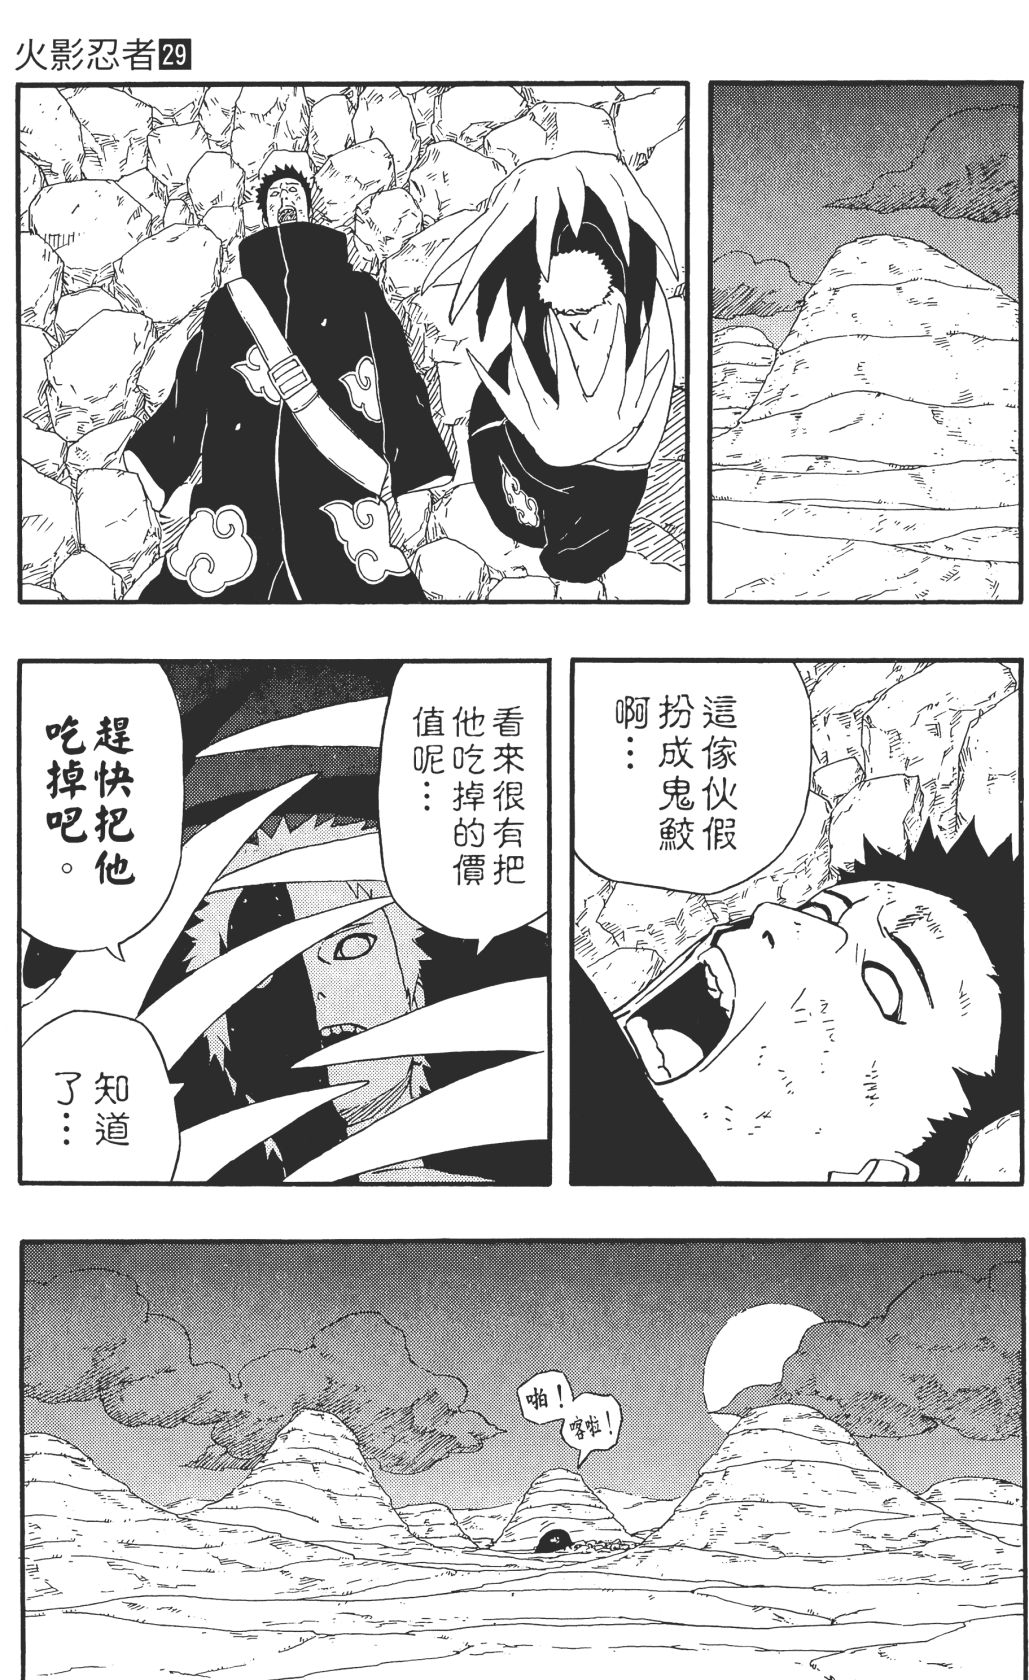 火影忍者29
這傢伙假
扮成鬼鮫
啊…
看來很有把
他吃掉的價
值呢…
趕快把他
吃掉吧。
知道
了…
啪！
喀啦！